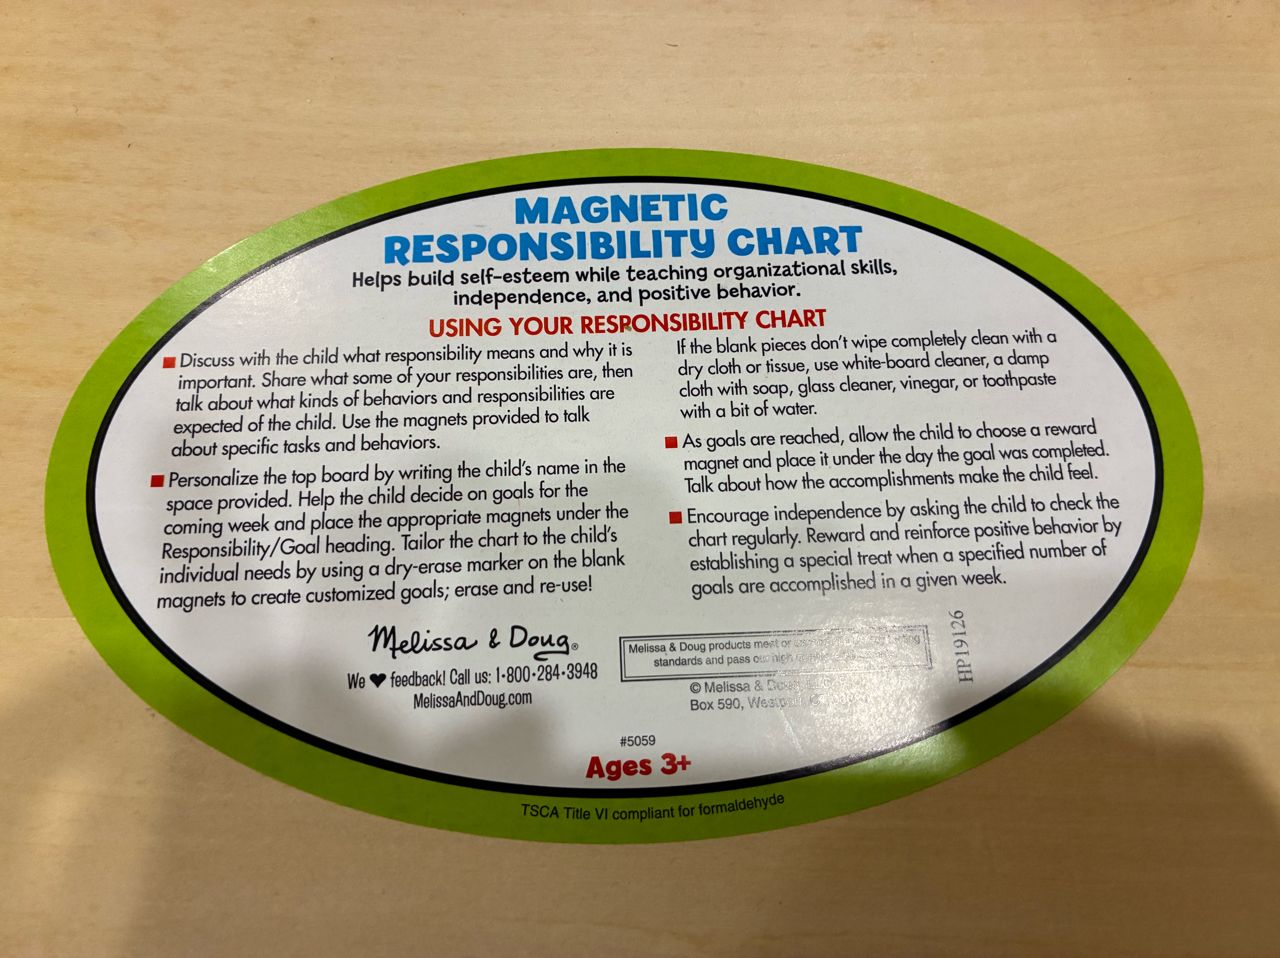 MAGNETIC
RESPONSIBILITY CHART
Helps build self-esteem while teaching organizational skills,
independence, and positive behavior.
USING YOUR RESPONSIBILITY CHART
Discuss with the child what responsibility means and why it is
important. Share what some of your responsibilities are, then
talk about what kinds of behaviors and responsibilities are
expected of the child. Use the magnets provided to talk
about specific tasks and behaviors.
Personalize the top board by writing the child's name in the
space provided. Help the child decide on goals for the
coming week and place the appropriate magnets under the
Responsibility/Goal heading. Tailor the chart to the child's
individual needs by using a dry-erase marker on the blank
magnets to create customized goals; erase and re-use!
If the blank pieces don't wipe completely clean with a
dry cloth or tissue, use white-board cleaner, a damp
cloth with soap, glass cleaner, vinegar, or toothpaste
with a bit of water.
As goals are reached, allow the child to choose a reward
magnet and place it under the day the goal was completed.
Talk about how the accomplishments make the child feel.
Encourage independence by asking the child to check the
chart regularly. Reward and reinforce positive behavior by
establishing a special treat when a specified number of
goals are accomplished in a given week.
Melissa & Doug®
We ♥ feedback! Call us: 1-800-284-3948
MelissaAndDoug.com
Melissa & Doug products meet or
standards and pass our high
© Melissa &
Box 590,
HP19126
#5059
Ages 3+
TSCA Title VI compliant for formaldehyde